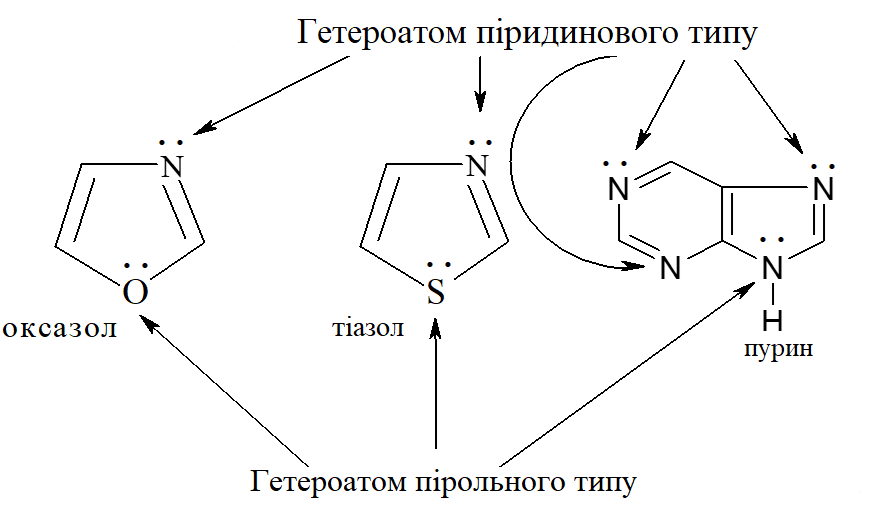 Гетероатом піридинового типу
N
N
N
N
N
N
O
S
H
оксазол
тіазол
пурин
Гетероатом пірольного типу